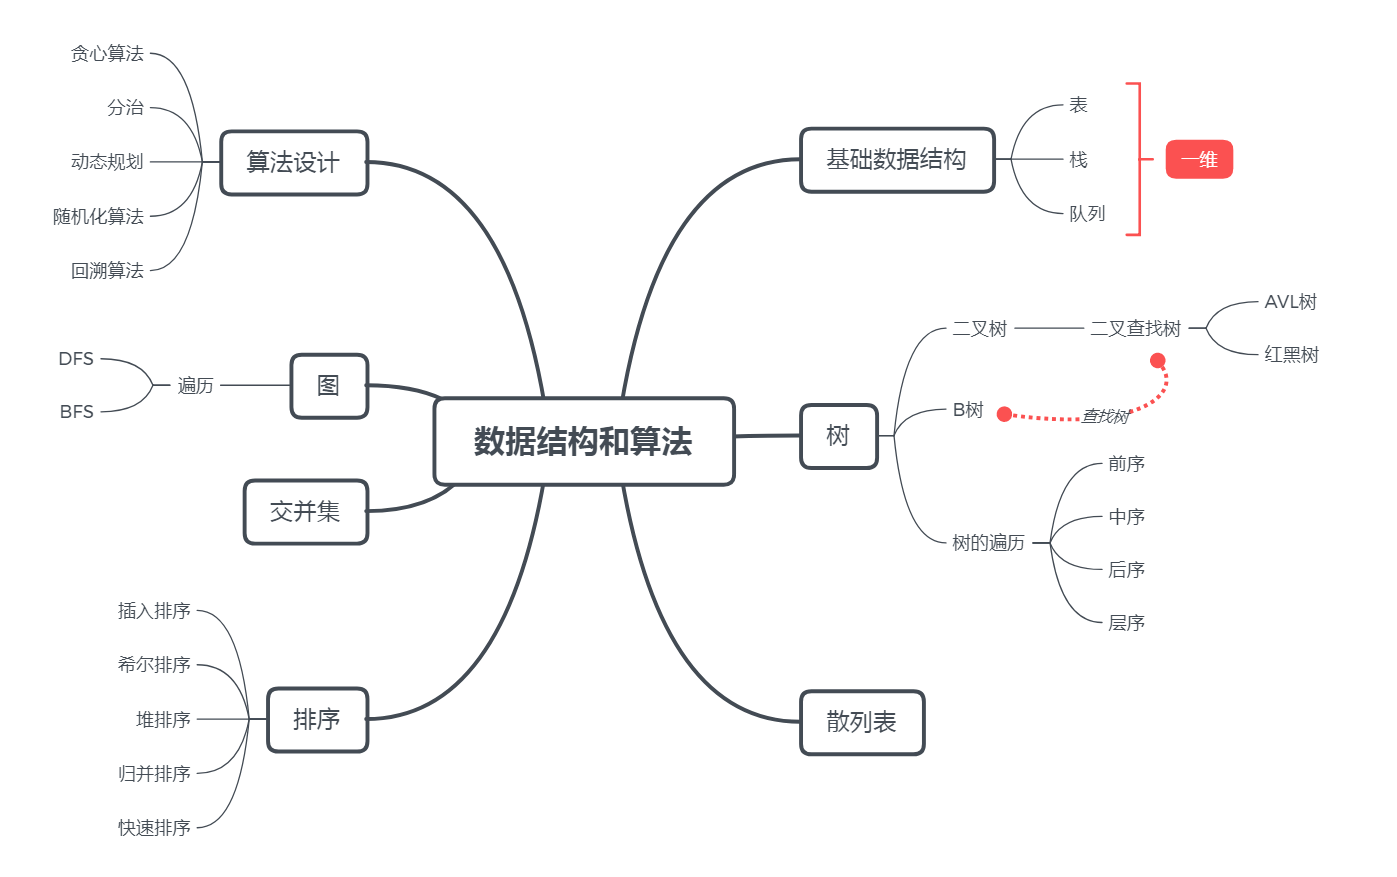 数据结构和算法
基础数据结构
表
栈
队列
一维
树
二叉树
二叉查找树
AVL树
红黑树
B树
查找树
树的遍历
前序
中序
后序
层序
散列表
算法设计
贪心算法
分治
动态规划
随机化算法
回溯算法
图
遍历
DFS
BFS
交并集
排序
插入排序
希尔排序
堆排序
归并排序
快速排序